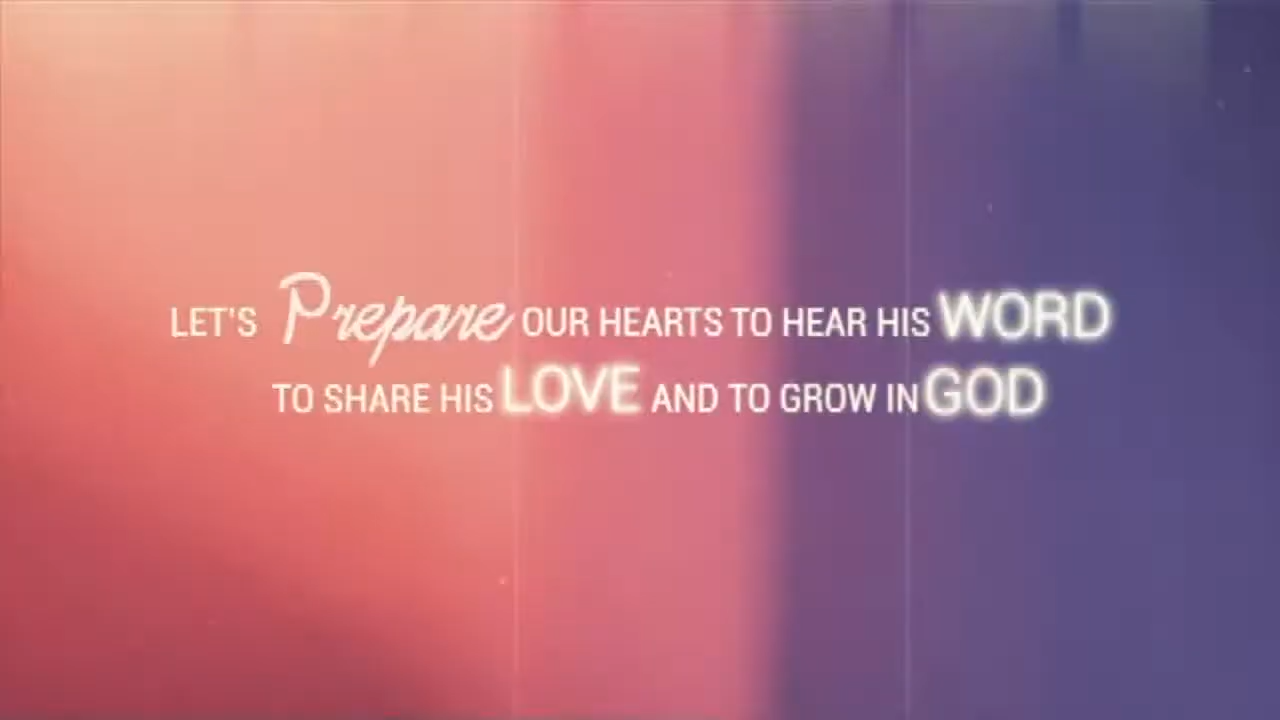 LET'S Prepare OUR HEARTS TO HEAR HIS WORD
TO SHARE HIS LOVE AND TO GROW IN GOD